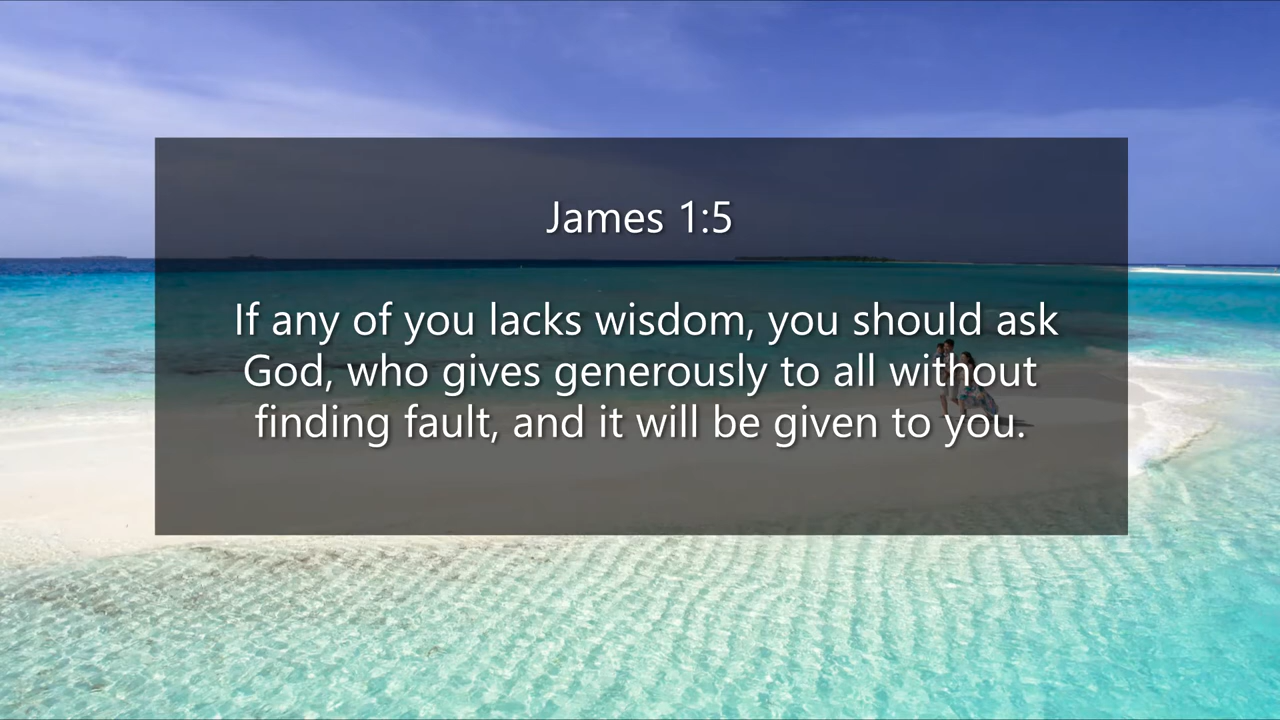 James 1:5
If any of you lacks wisdom, you should ask
God, who gives generously to all without
finding fault, and it will be given to you.